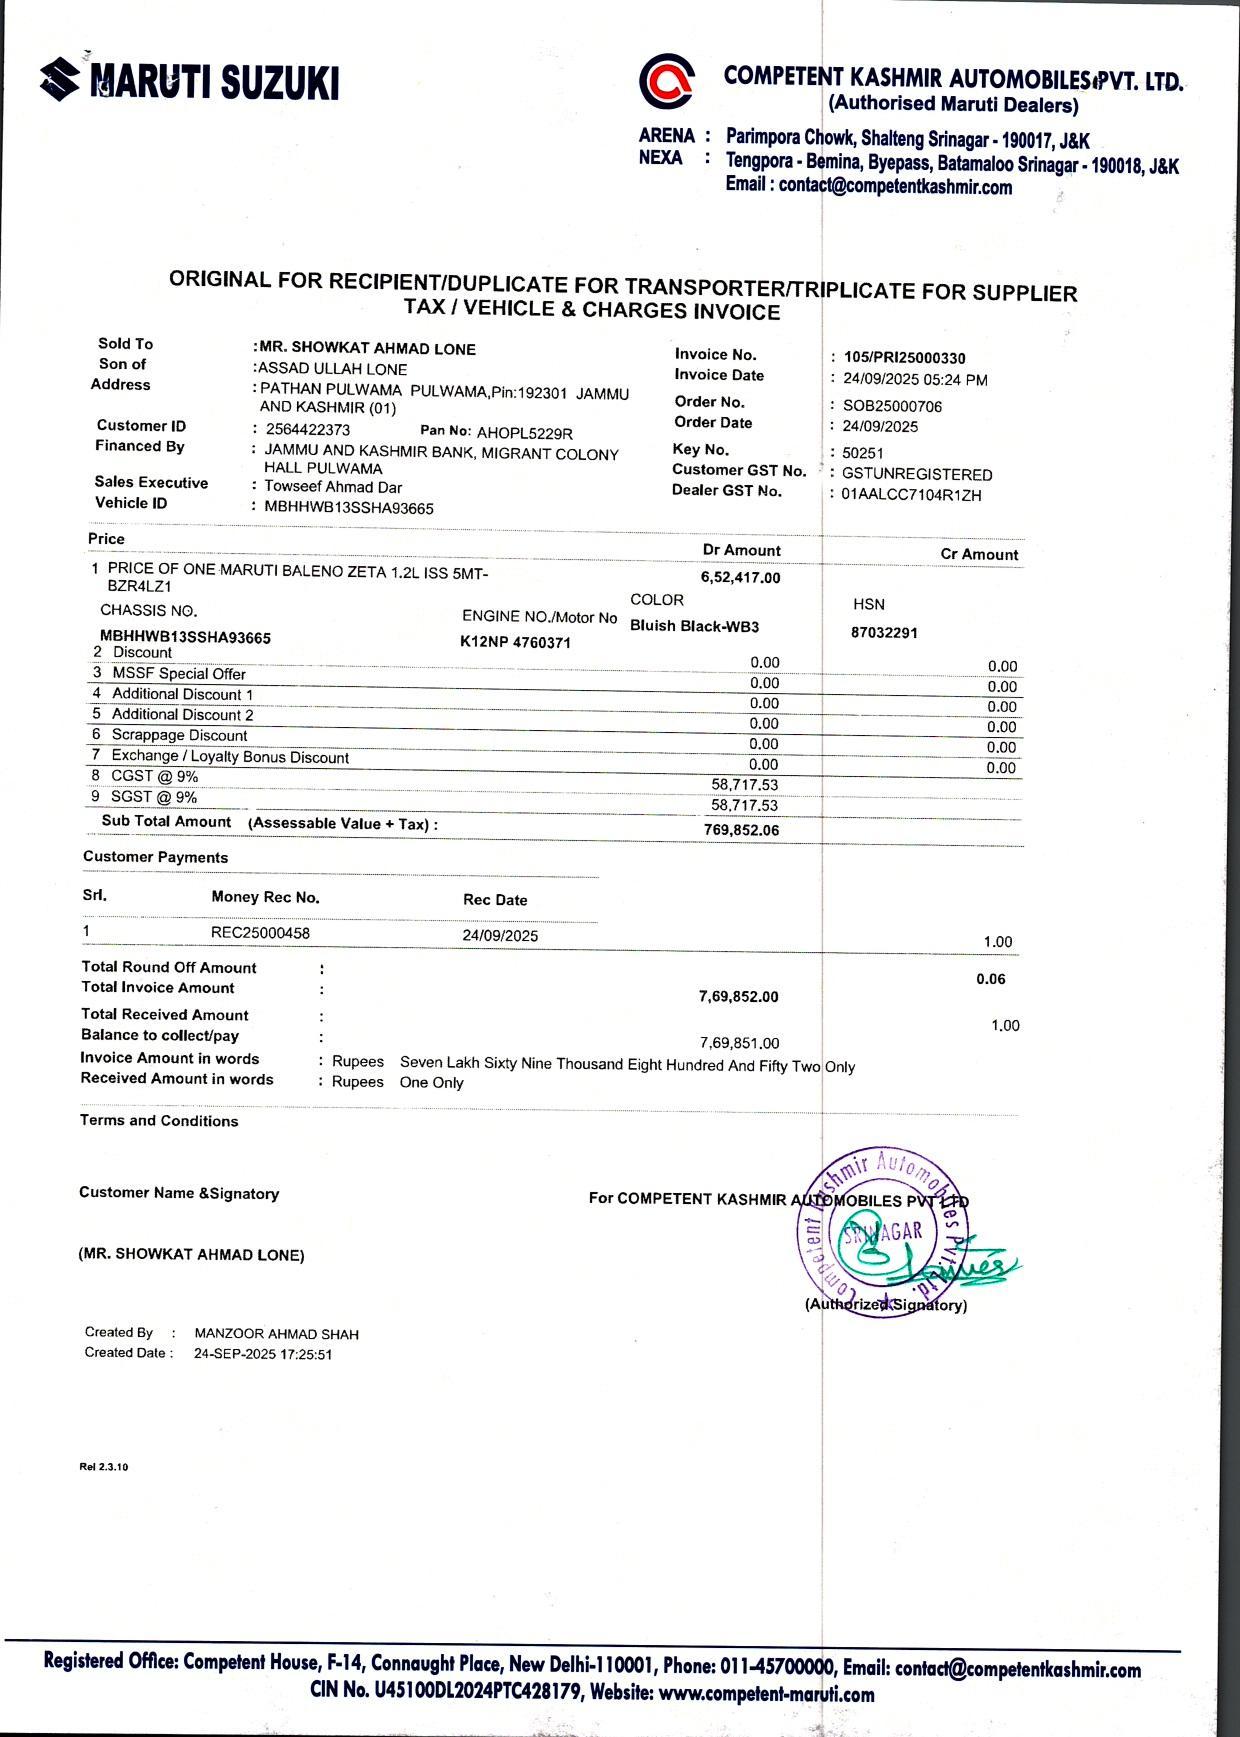 MARUTI SUZUKI
COMPETENT KASHMIR AUTOMOBILES PVT. LTD.
(Authorised Maruti Dealers)
ARENA : Parimpora Chowk, Shalteng Srinagar - 190017, J&K
NEXA : Tengpora - Bemina, Byepass, Batamaloo Srinagar - 190018, J&K
Email : contact@competentkashmir.com
ORIGINAL FOR RECIPIENT/DUPLICATE FOR TRANSPORTER/TRIPLICATE FOR SUPPLIER
TAX / VEHICLE & CHARGES INVOICE
Sold To :MR. SHOWKAT AHMAD LONE
Son of :ASSAD ULLAH LONE
Address : PATHAN PULWAMA PULWAMA,Pin:192301 JAMMU
AND KASHMIR (01)
Customer ID : 2564422373 Pan No: AHOPL5229R
Financed By : JAMMU AND KASHMIR BANK, MIGRANT COLONY
HALL PULWAMA
Sales Executive : Towseef Ahmad Dar
Vehicle ID : MBHHWB13SSHA93665
Invoice No. : 105/PRI25000330
Invoice Date : 24/09/2025 05:24 PM
Order No. : SOB25000706
Order Date : 24/09/2025
Key No. : 50251
Customer GST No. : GSTUNREGISTERED
Dealer GST No. : 01AALCC7104R1ZH
Price Dr Amount Cr Amount
1 PRICE OF ONE MARUTI BALENO ZETA 1.2L ISS 5MT- 6,52,417.00
BZR4LZ1
CHASSIS NO. ENGINE NO./Motor No COLOR HSN
MBHHWB13SSHA93665 K12NP 4760371 Bluish Black-WB3 87032291
2 Discount 0.00 0.00
3 MSSF Special Offer 0.00 0.00
4 Additional Discount 1 0.00 0.00
5 Additional Discount 2 0.00 0.00
6 Scrappage Discount 0.00 0.00
7 Exchange / Loyalty Bonus Discount 0.00 0.00
8 CGST @ 9% 58,717.53
9 SGST @ 9% 58,717.53
Sub Total Amount (Assessable Value + Tax) : 769,852.06
Customer Payments
Srl. Money Rec No. Rec Date
1 REC25000458 24/09/2025 1.00
Total Round Off Amount : 0.06
Total Invoice Amount : 7,69,852.00
Total Received Amount : 1.00
Balance to collect/pay : 7,69,851.00
Invoice Amount in words : Rupees Seven Lakh Sixty Nine Thousand Eight Hundred And Fifty Two Only
Received Amount in words : Rupees One Only
Terms and Conditions
Customer Name &Signatory
For COMPETENT KASHMIR AUTOMOBILES PVT LTD
Competent Kashmir Automobiles Pvt. Ltd.
SRINAGAR
(MR. SHOWKAT AHMAD LONE)
(Authorized Signatory)
Created By : MANZOOR AHMAD SHAH
Created Date : 24-SEP-2025 17:25:51
Rel 2.3.10
Registered Office: Competent House, F-14, Connaught Place, New Delhi-110001, Phone: 011-45700000, Email: contact@competentkashmir.com
CIN No. U45100DL2024PTC428179, Website: www.competent-maruti.com